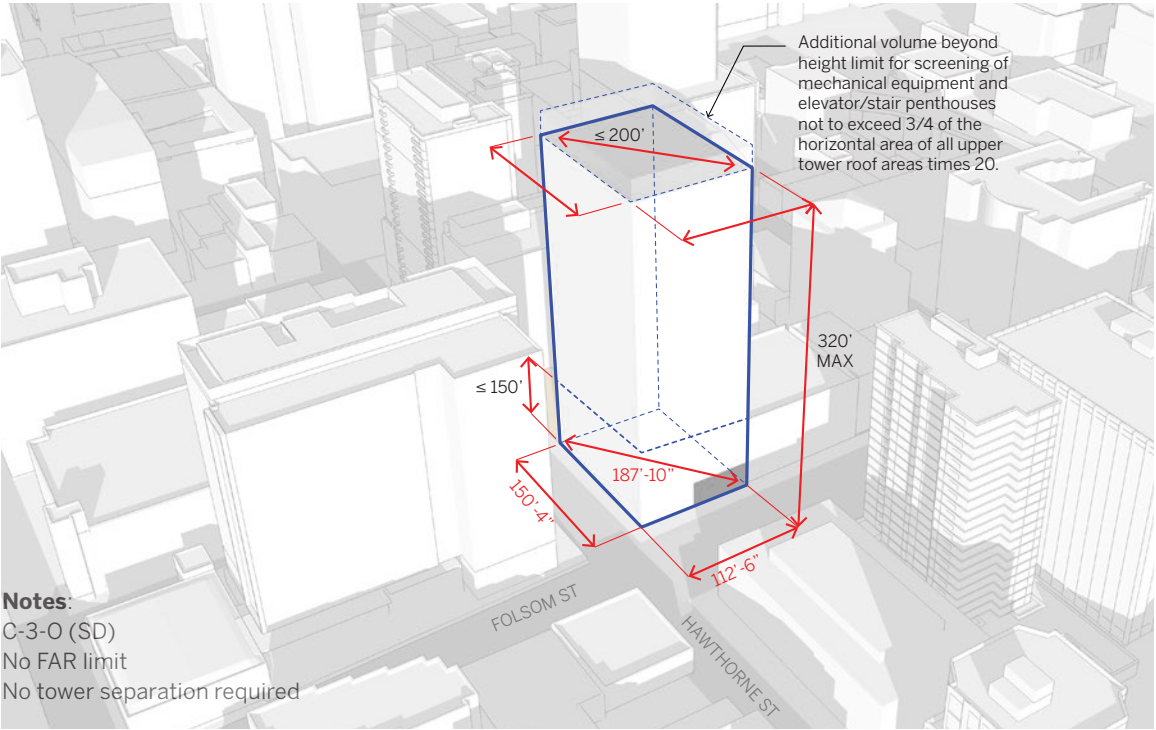 Additional volume beyond
height limit for screening of
mechanical equipment and
elevator/stair penthouses
not to exceed 3/4 of the
horizontal area of all upper
tower roof areas times 20.
≤ 200’
320’
MAX
≤ 150’
187’-10”
150’-4”
112’-6”
FOLSOM ST
HAWTHORNE ST
Notes:
C-3-O (SD)
No FAR limit
No tower separation required